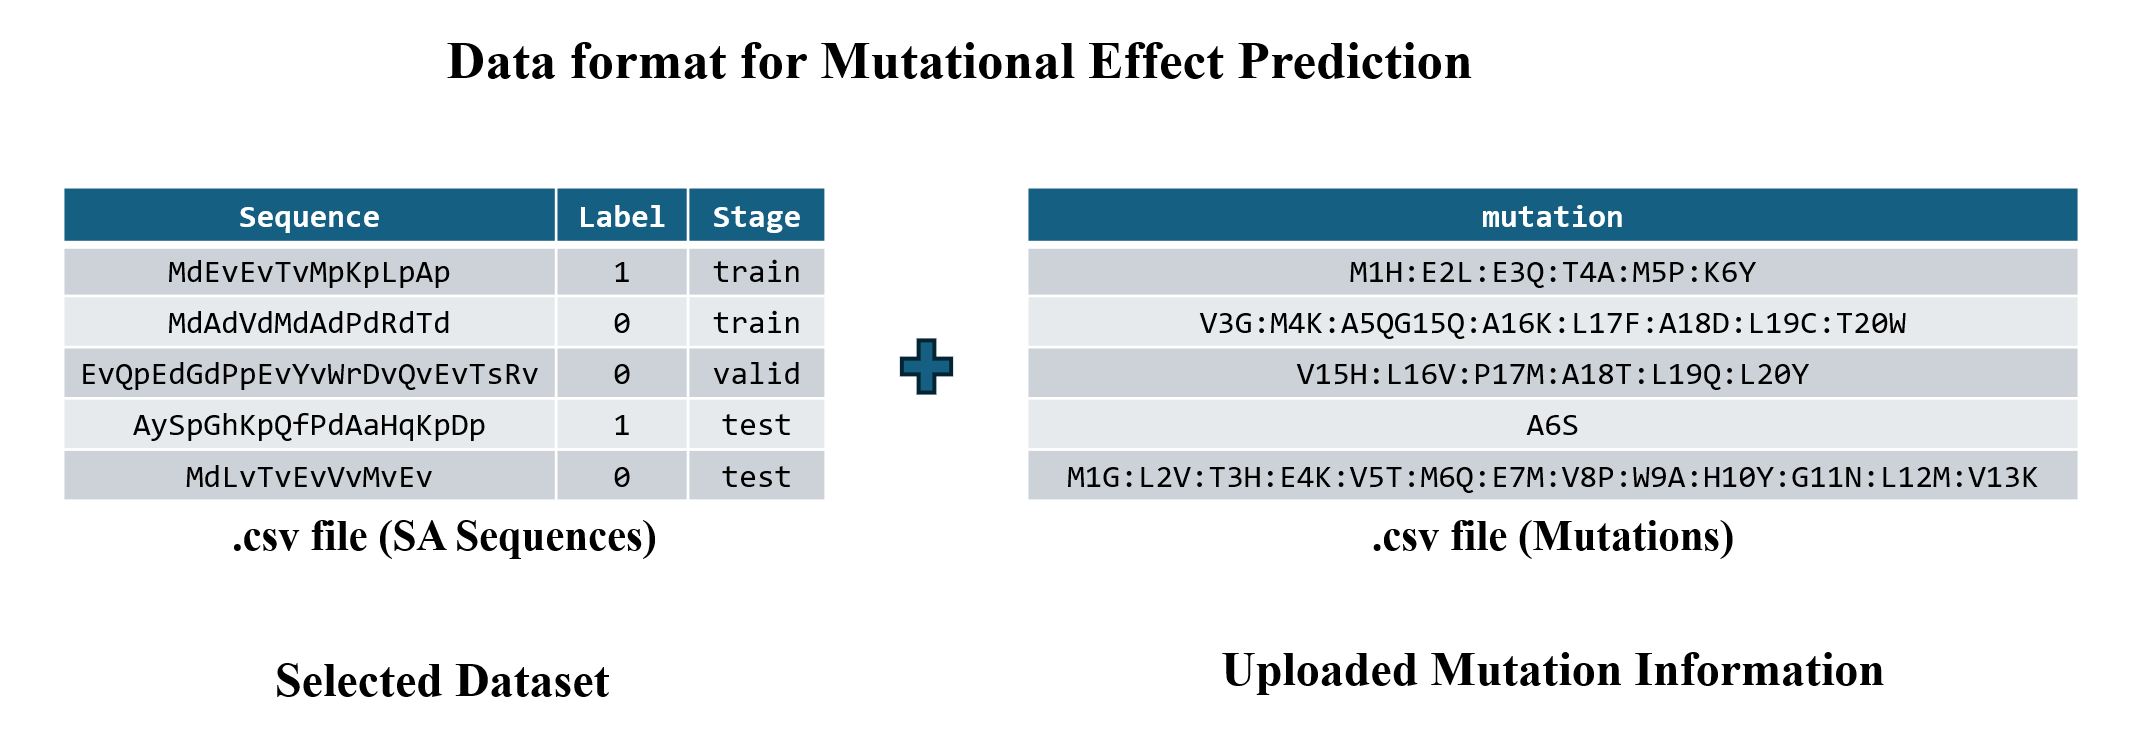 Data format for Mutational Effect Prediction
Sequence Label Stage
MdEvEvTvMpKpLpAp 1 train
MdAdVdMdAdPdRdTd 0 train
EvQpEdGdPpEvYvWrDvQvEvTsRv 0 valid
AySpGhKpQfPdAaHqKpDp 1 test
MdLvTvEvVvMvEv 0 test
.csv file (SA Sequences)
Selected Dataset
mutation
M1H:E2L:E3Q:T4A:M5P:K6Y
V3G:M4K:A5QG15Q:A16K:L17F:A18D:L19C:T20W
V15H:L16V:P17M:A18T:L19Q:L20Y
A6S
M1G:L2V:T3H:E4K:V5T:M6Q:E7M:V8P:W9A:H10Y:G11N:L12M:V13K
.csv file (Mutations)
Uploaded Mutation Information